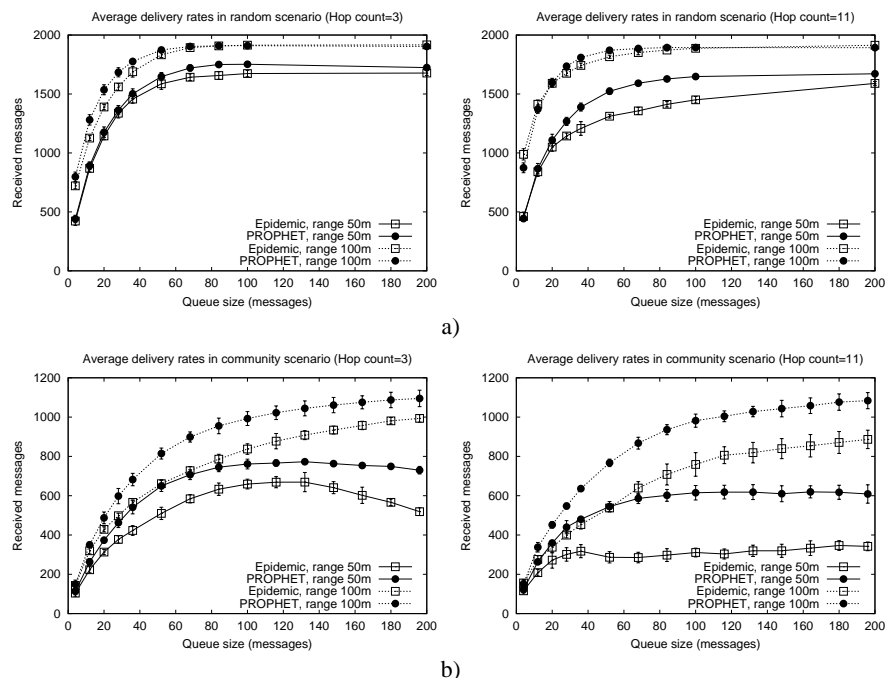 Average delivery rates in random scenario (Hop count=3)
2000
1500
1000
500
0
Received messages
Epidemic, range 50m
PROPHET, range 50m
Epidemic, range 100m
PROPHET, range 100m
0 20 40 60 80 100 120 140 160 180 200
Queue size (messages)
Average delivery rates in random scenario (Hop count=11)
2000
1500
1000
500
0
Received messages
Epidemic, range 50m
PROPHET, range 50m
Epidemic, range 100m
PROPHET, range 100m
0 20 40 60 80 100 120 140 160 180 200
Queue size (messages)
a)
Average delivery rates in community scenario (Hop count=3)
1200
1000
800
600
400
200
0
Received messages
Epidemic, range 50m
PROPHET, range 50m
Epidemic, range 100m
PROPHET, range 100m
0 20 40 60 80 100 120 140 160 180 200
Queue size (messages)
Average delivery rates in community scenario (Hop count=11)
1200
1000
800
600
400
200
0
Received messages
Epidemic, range 50m
PROPHET, range 50m
Epidemic, range 100m
PROPHET, range 100m
0 20 40 60 80 100 120 140 160 180 200
Queue size (messages)
b)